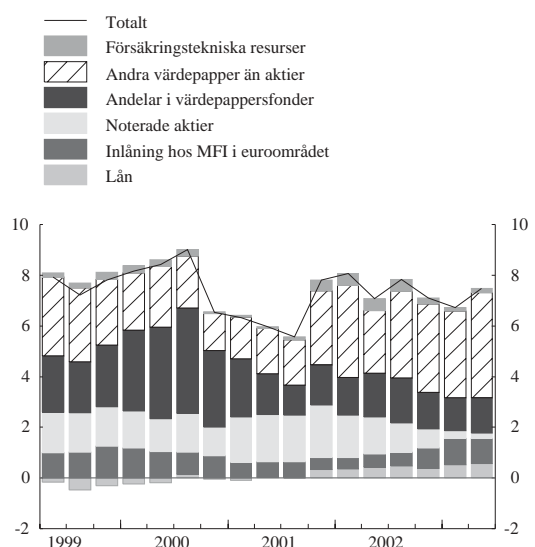 Totalt
Försäkringstekniska resurser
Andra värdepapper än aktier
Andelar i värdepappersfonder
Noterade aktier
Inlåning hos MFI i euroområdet
Lån
10 10
8 8
6 6
4 4
2 2
0 0
-2 -2
1999 2000 2001 2002